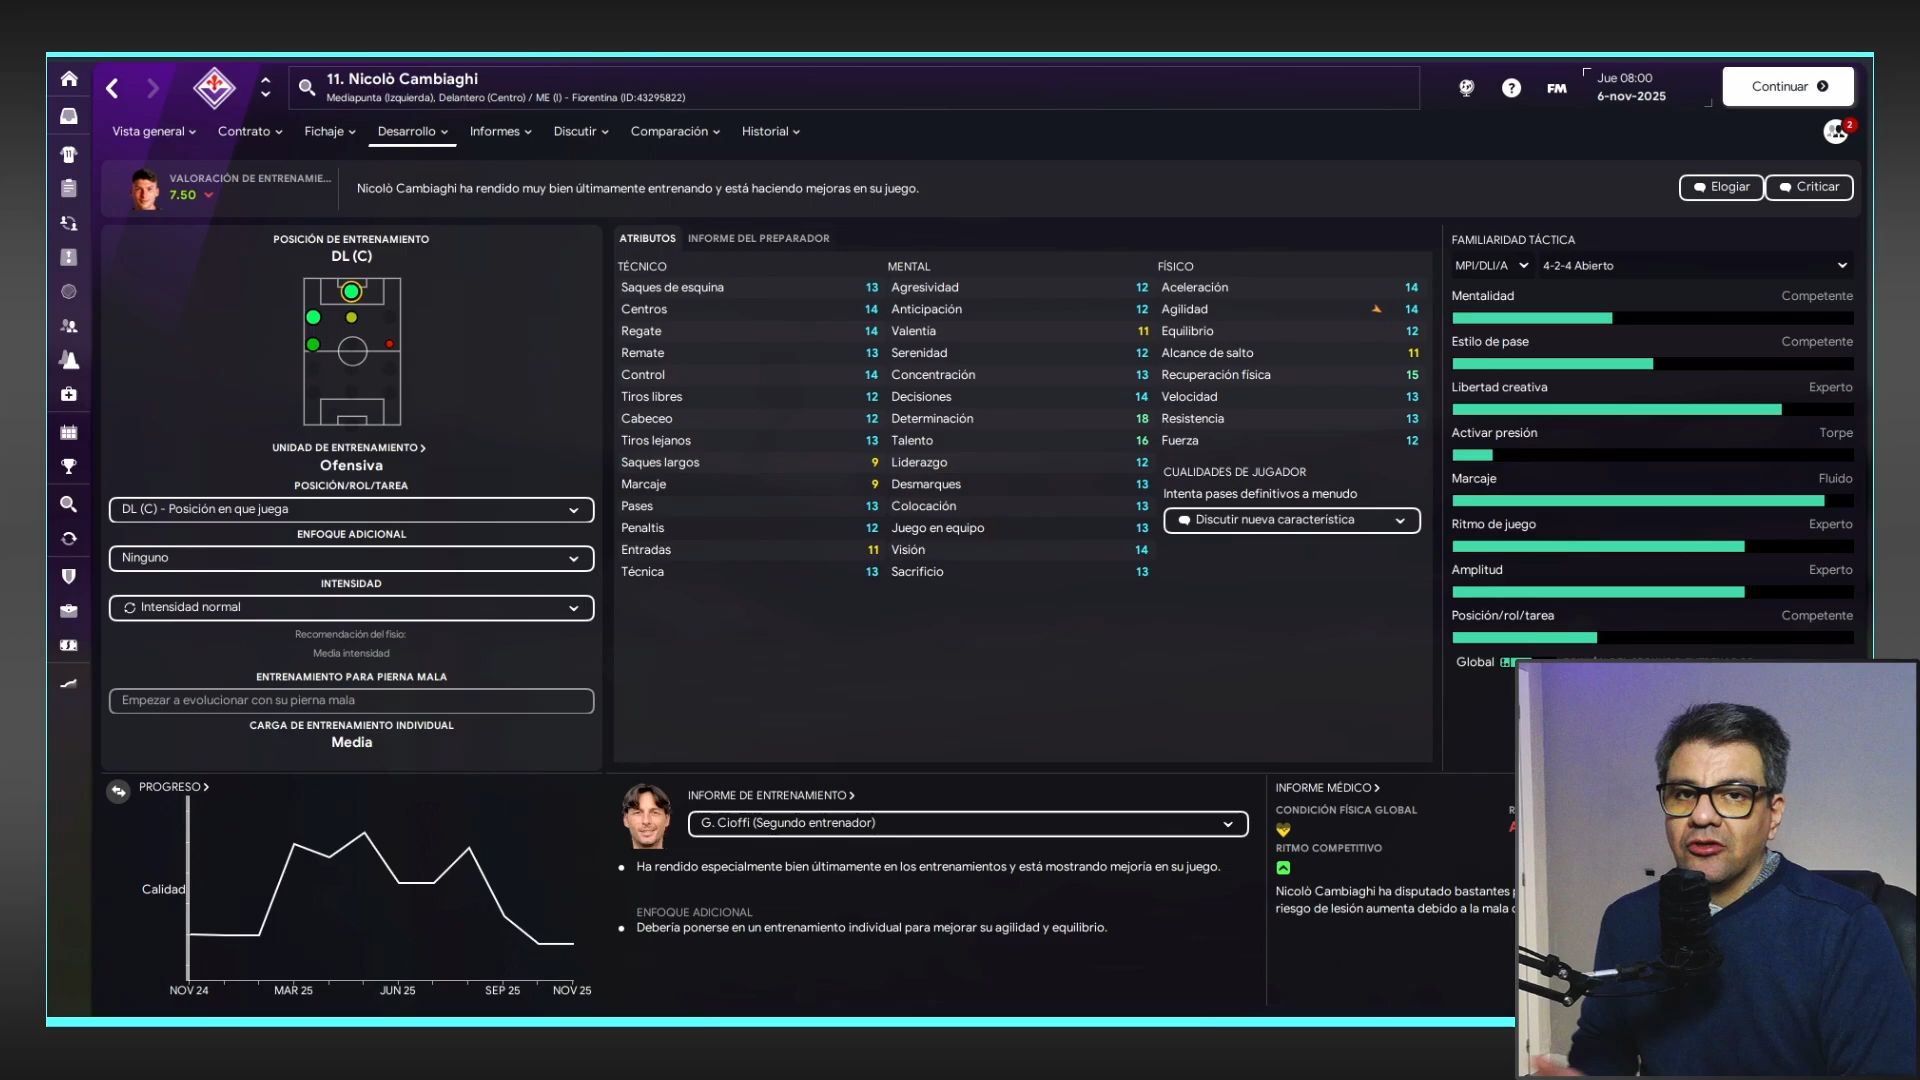 11. Nicolò Cambiaghi
Mediapunta (Izquierda), Delantero (Centro) / ME (I) - Fiorentina (ID:43295822)
FM
Jue 08:00
6-nov-2025
Continuar
Vista general
Contrato
Fichaje
Desarrollo
Informes
Discutir
Comparación
Historial
2
VALORACIÓN DE ENTRENAMIE...
7.50
Nicolò Cambiaghi ha rendido muy bien últimamente entrenando y está haciendo mejoras en su juego.
Elogiar
Criticar
POSICIÓN DE ENTRENAMIENTO
DL (C)
UNIDAD DE ENTRENAMIENTO
Ofensiva
POSICIÓN/ROL/TAREA
DL (C) - Posición en que juega
ENFOQUE ADICIONAL
Ninguno
INTENSIDAD
Intensidad normal
Recomendación del fisio:
Media intensidad
ENTRENAMIENTO PARA PIERNA MALA
Empezar a evolucionar con su pierna mala
CARGA DE ENTRENAMIENTO INDIVIDUAL
Media
ATRIBUTOS
INFORME DEL PREPARADOR
TÉCNICO
Saques de esquina 13
Centros 14
Regate 14
Remate 13
Control 14
Tiros libres 12
Cabeceo 12
Tiros lejanos 13
Saques largos 9
Marcaje 9
Pases 13
Penaltis 12
Entradas 11
Técnica 13
MENTAL
Agresividad 12
Anticipación 12
Valentía 11
Serenidad 12
Concentración 13
Decisiones 14
Determinación 18
Talento 16
Liderazgo 12
Desmarques 13
Colocación 13
Juego en equipo 13
Visión 14
Sacrificio 13
FÍSICO
Aceleración 14
Agilidad 14
Equilibrio 12
Alcance de salto 11
Recuperación física 15
Velocidad 13
Resistencia 13
Fuerza 12
CUALIDADES DE JUGADOR
Intenta pases definitivos a menudo
Discutir nueva característica
FAMILIARIDAD TÁCTICA
MPI/DLI/A
4-2-4 Abierto
Mentalidad Competente
Estilo de pase Competente
Libertad creativa Experto
Activar presión Torpe
Marcaje Fluido
Ritmo de juego Experto
Amplitud Experto
Posición/rol/tarea Competente
Global
PROGRESO
Calidad
NOV 24
MAR 25
JUN 25
SEP 25
NOV 25
INFORME DE ENTRENAMIENTO
G. Cioffi (Segundo entrenador)
Ha rendido especialmente bien últimamente en los entrenamientos y está mostrando mejoría en su juego.
ENFOQUE ADICIONAL
Debería ponerse en un entrenamiento individual para mejorar su agilidad y equilibrio.
INFORME MÉDICO
CONDICIÓN FÍSICA GLOBAL
RITMO COMPETITIVO
Nicolò Cambiaghi ha disputado bastantes
riesgo de lesión aumenta debido a la mala